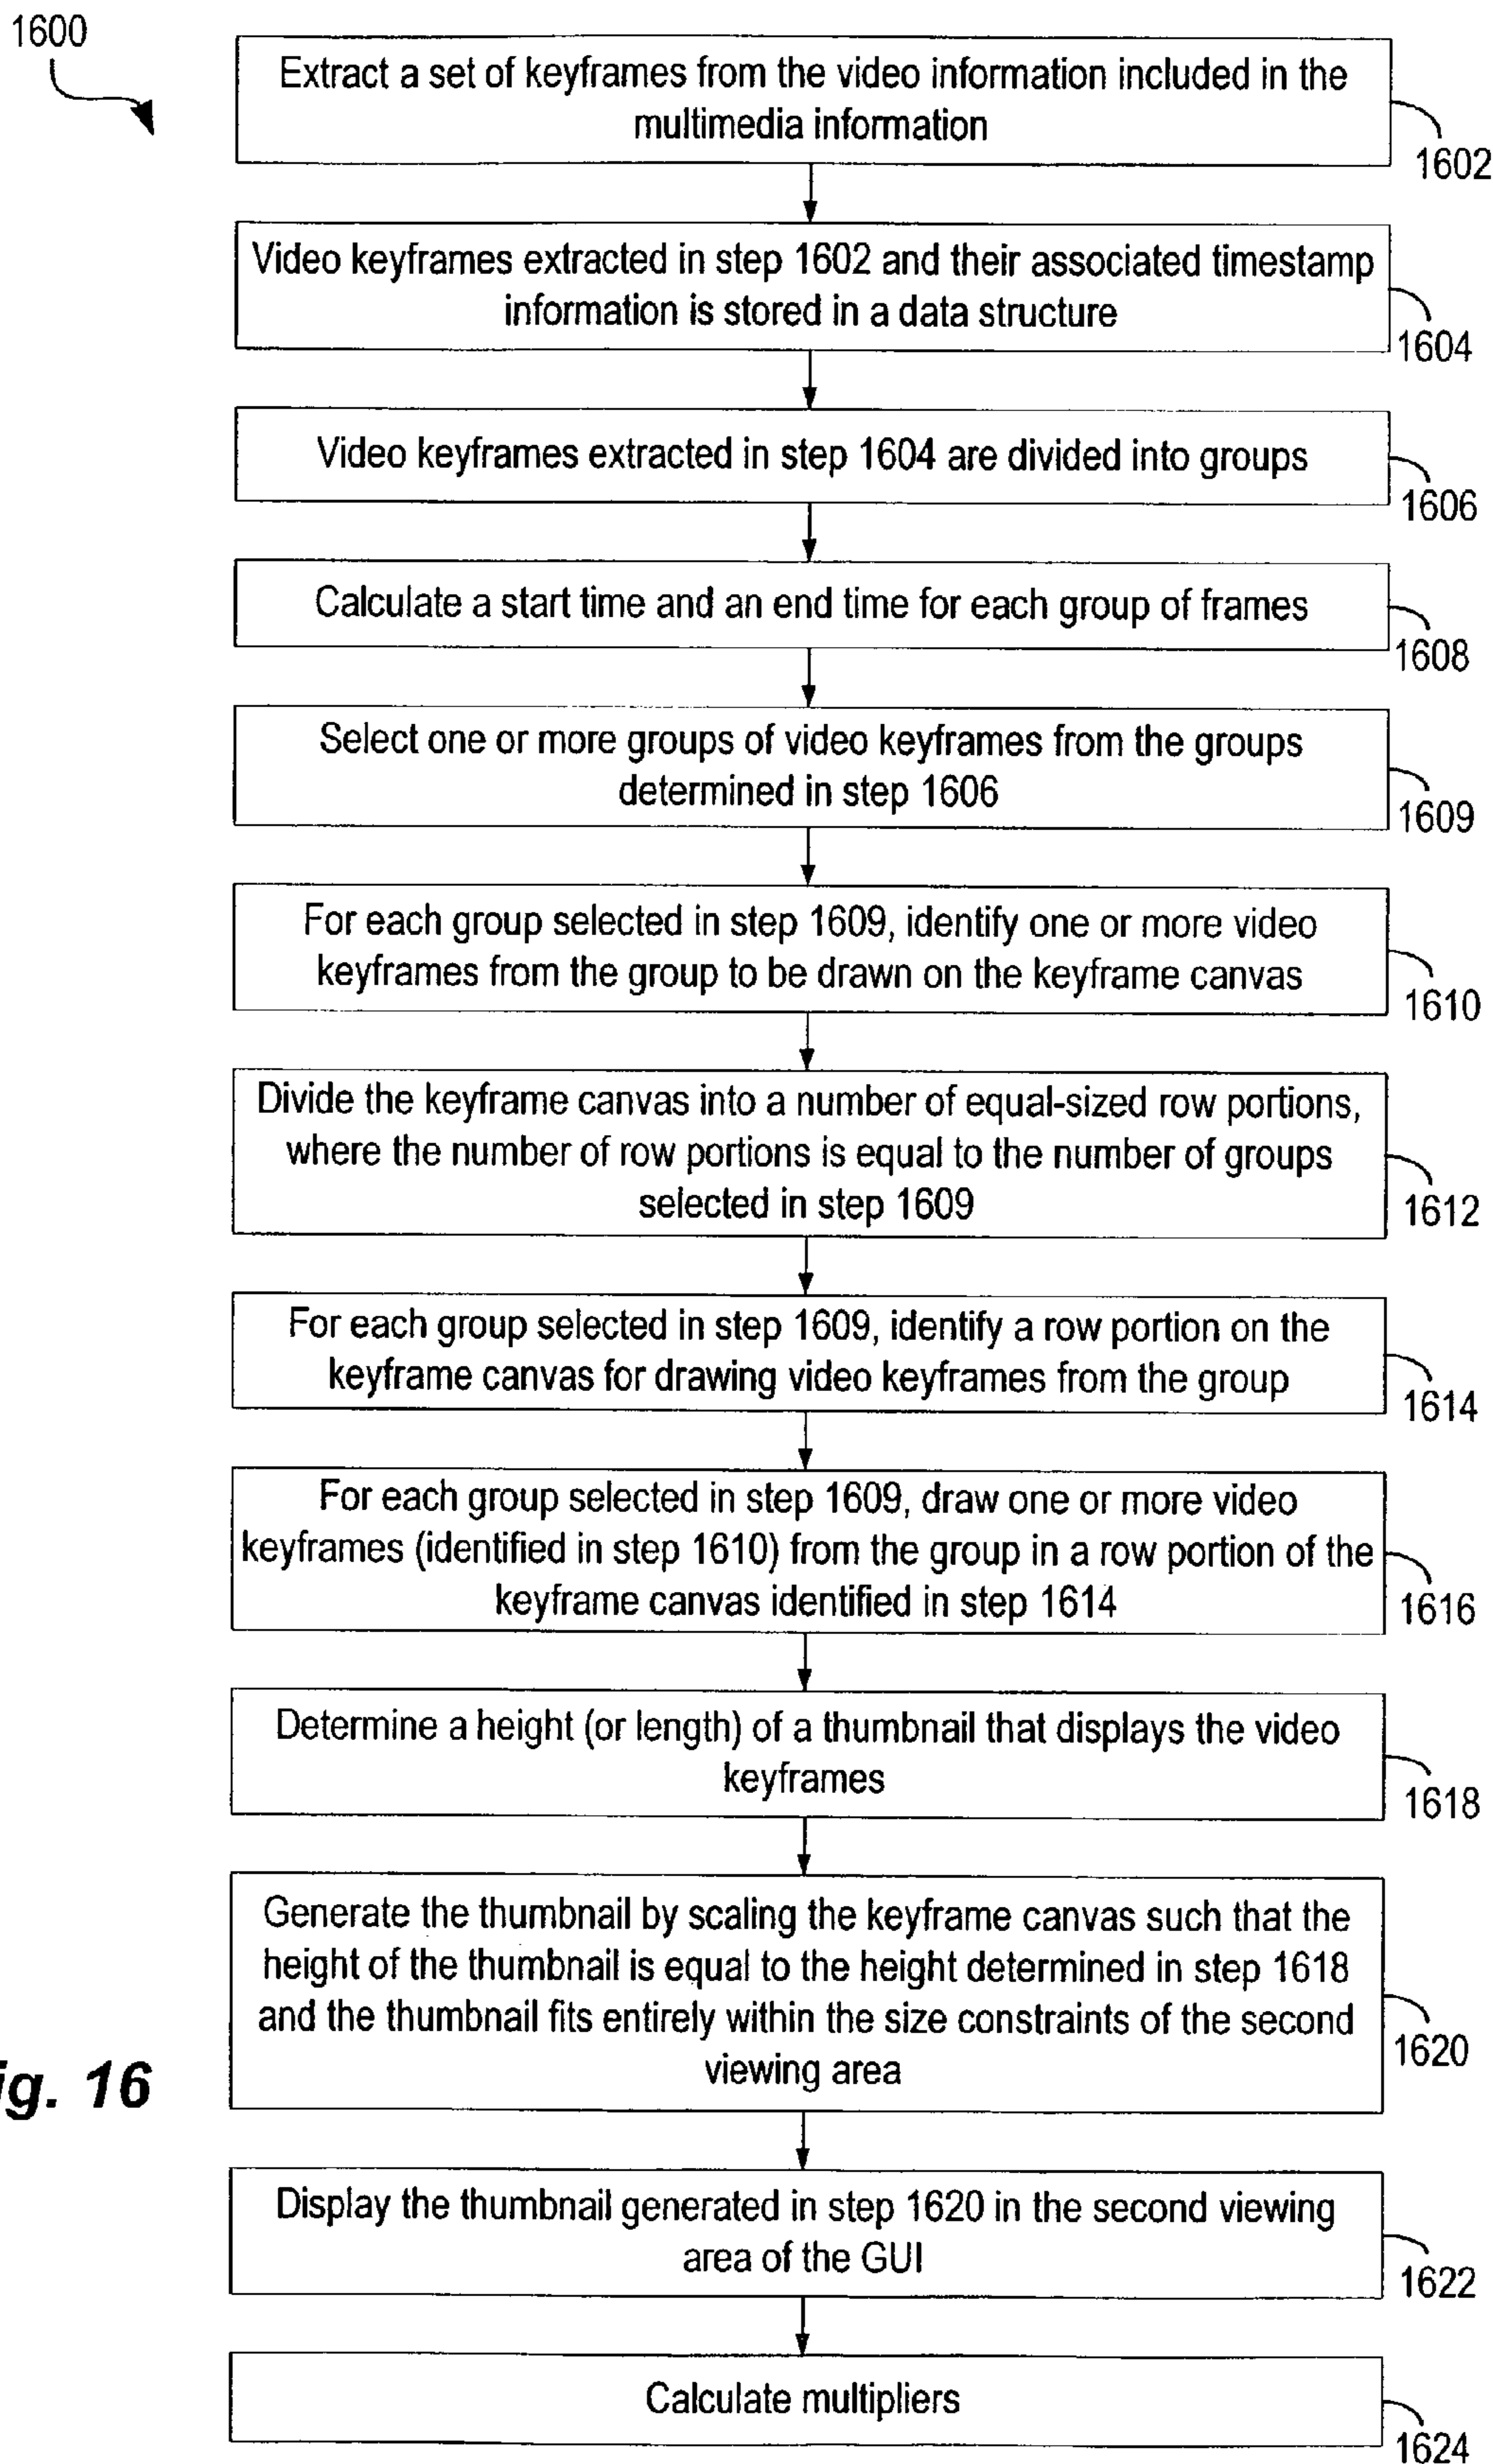 1600
Extract a set of keyframes from the video information included in the
multimedia information
1602
Video keyframes extracted in step 1602 and their associated timestamp
information is stored in a data structure
1604
Video keyframes extracted in step 1604 are divided into groups
1606
Calculate a start time and an end time for each group of frames
1608
Select one or more groups of video keyframes from the groups
determined in step 1606
1609
For each group selected in step 1609, identify one or more video
keyframes from the group to be drawn on the keyframe canvas
1610
Divide the keyframe canvas into a number of equal-sized row portions,
where the number of row portions is equal to the number of groups
selected in step 1609
1612
For each group selected in step 1609, identify a row portion on the
keyframe canvas for drawing video keyframes from the group
1614
For each group selected in step 1609, draw one or more video
keyframes (identified in step 1610) from the group in a row portion of the
keyframe canvas identified in step 1614
1616
Determine a height (or length) of a thumbnail that displays the video
keyframes
1618
Generate the thumbnail by scaling the keyframe canvas such that the
height of the thumbnail is equal to the height determined in step 1618
and the thumbnail fits entirely within the size constraints of the second
viewing area
1620
ig. 16
Display the thumbnail generated in step 1620 in the second viewing
area of the GUI
1622
Calculate multipliers
1624